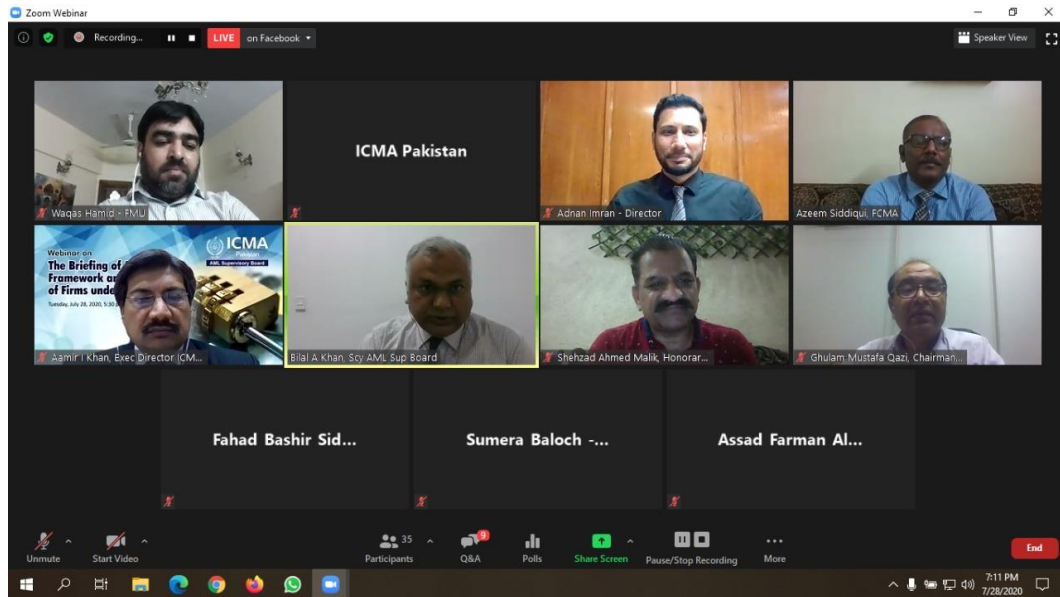 Zoom Webinar
Recording...
LIVE on Facebook
Speaker View
Waqas Hamid - FMU
ICMA Pakistan
Adnan Imran - Director
Azeem Siddiqui, FCMA
Webinar on
The Briefing of
Framework
of Firms unde
Tuesday, July 28, 2020, 5:30
ICMA
Pakistan
AML Supervisory Board
Aamir I Khan, Exec Director ICM...
Bilal A Khan, Scy AML Sup Board
Shehzad Ahmed Malik, Honorar...
Ghulam Mustafa Qazi, Chairman...
Fahad Bashir Sid...
Sumera Baloch -...
Assad Farman Al...
Unmute
Start Video
35
Participants
9
Q&A
Polls
Share Screen
Pause/Stop Recording
More
End
7:11 PM
7/28/2020